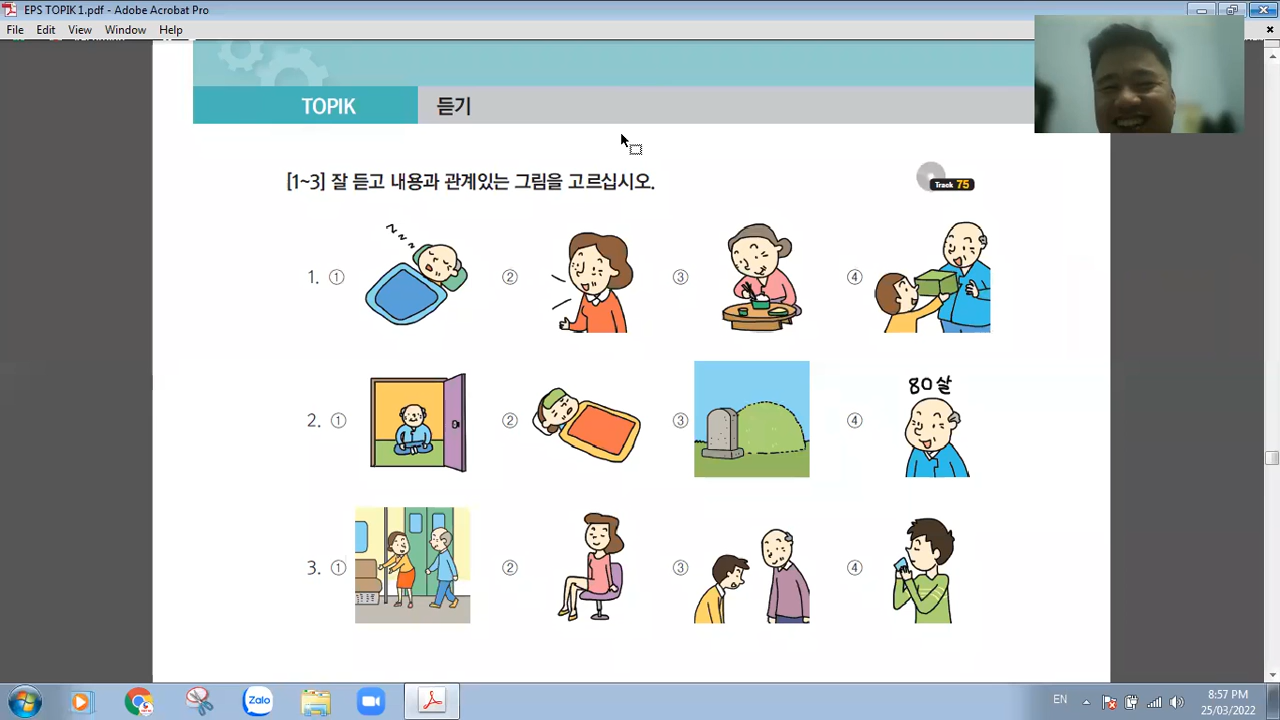 EPS TOPIK 1.pdf - Adobe Acrobat Pro
File Edit View Window Help
TOPIK 듣기
[1~3] 잘 듣고 내용과 관계있는 그림을 고르십시오.
Track 75
1. ① ② ③ ④
z z z
2. ① ② ③ ④
80살
3. ① ② ③ ④
Zalo
EN
8:57 PM
25/03/2022